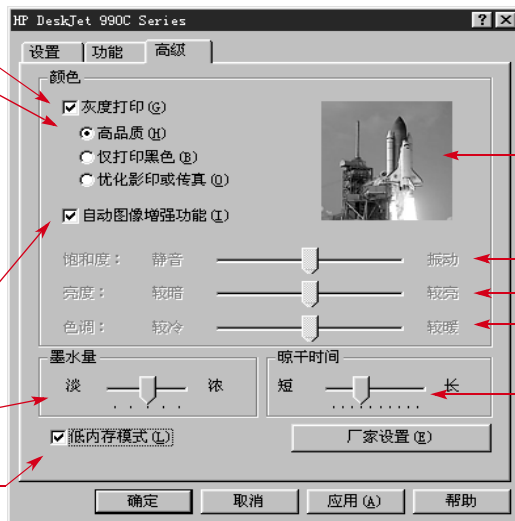 HP DeskJet 990C Series
设置 功能 高级
颜色
灰度打印(G)
高品质(H)
仅打印黑色(B)
优化影印或传真(O)
自动图像增强功能(I)
饱和度： 静音 振动
亮度： 较暗 较亮
色调： 较冷 较暖
墨水量 晾干时间
淡 浓 短 长
低内存模式(L) 厂家设置(E)
确定 取消 应用(A) 帮助